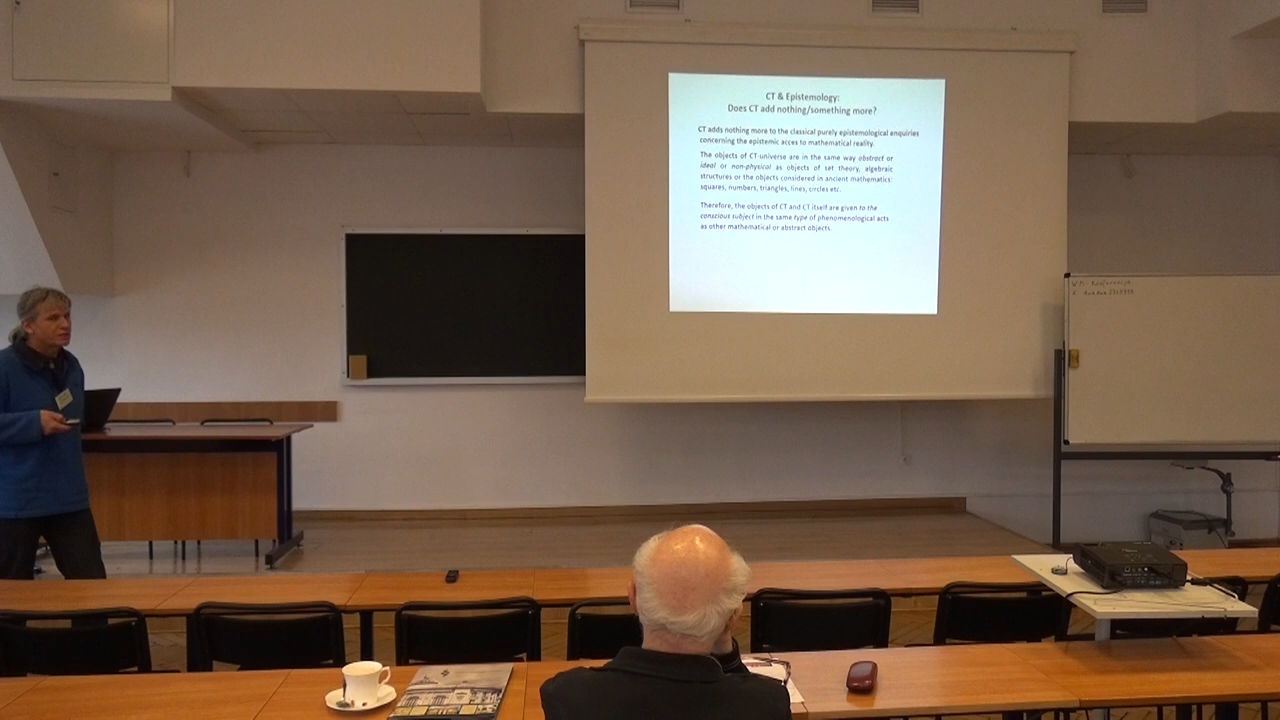 CT & Epistemology:
Does CT add nothing/something more?
CT adds nothing more to the classical purely epistemological enquiries
concerning the epistemic acces to mathematical reality.
The objects of CT-universe are in the same way abstract or
ideal or non-physical as objects of set theory, algebraic
structures or the objects considered in ancient mathematics:
squares, numbers, triangles, lines, circles etc.
Therefore, the objects of CT and CT itself are given to the
conscious subject in the same type of phenomenological acts
as other mathematical or abstract objects.